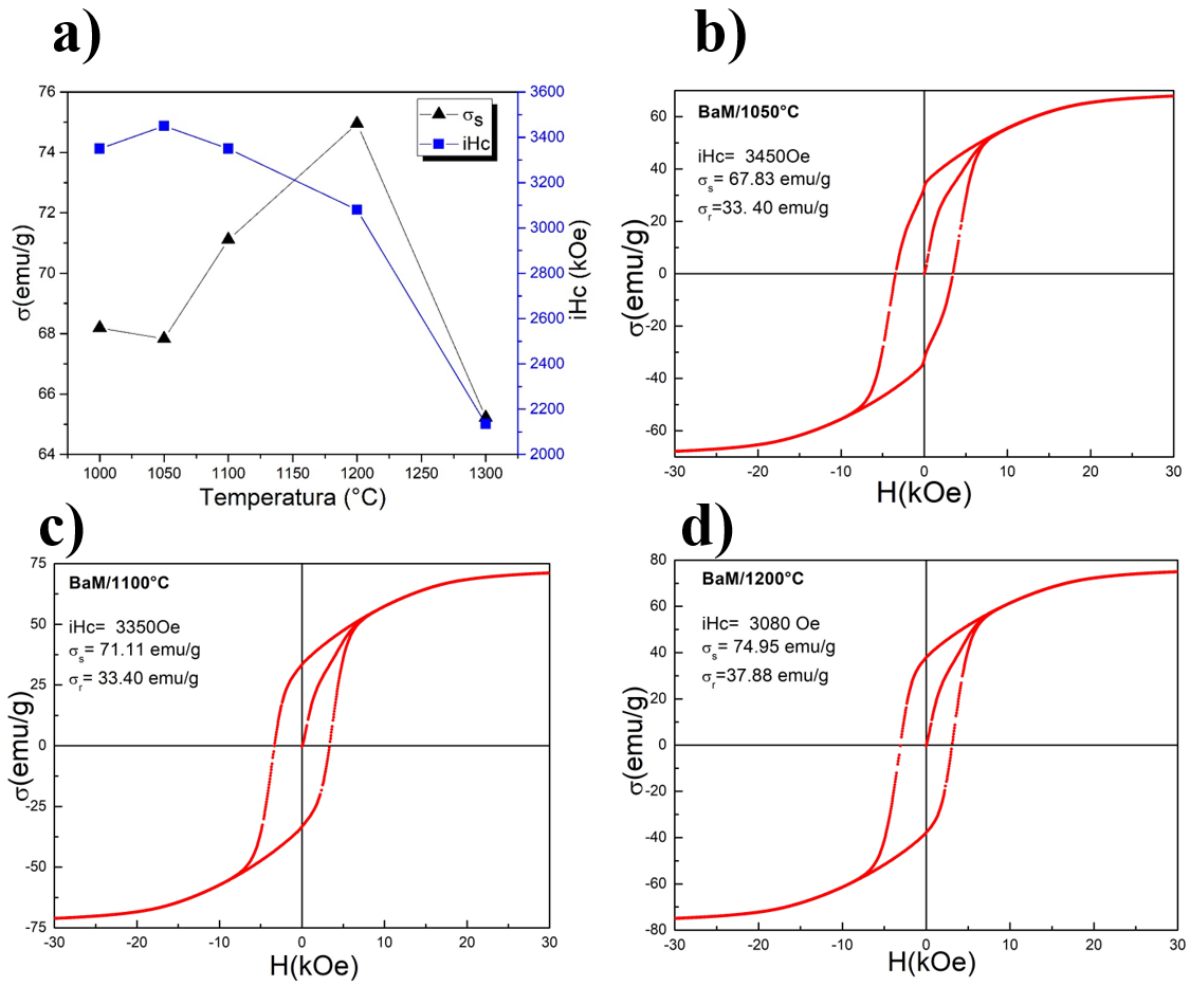 a)
76
74
72
70
68
66
64
σ(emu/g)
3600
3400
3200
3000
2800
2600
2400
2200
2000
iHc (kOe)
σs
iHc
1000 1050 1100 1150 1200 1250 1300
Temperatura (°C)
b)
60
40
20
0
-20
-40
-60
σ(emu/g)
BaM/1050°C
iHc= 3450Oe
σs= 67.83 emu/g
σr=33. 40 emu/g
-30 -20 -10 0 10 20 30
H(kOe)
c)
75
50
25
0
-25
-50
-75
σ(emu/g)
BaM/1100°C
iHc= 3350Oe
σs= 71.11 emu/g
σr= 33.40 emu/g
-30 -20 -10 0 10 20 30
H(kOe)
d)
80
60
40
20
0
-20
-40
-60
-80
σ(emu/g)
BaM/1200°C
iHc= 3080 Oe
σs= 74.95 emu/g
σr=37.88 emu/g
-30 -20 -10 0 10 20 30
H(kOe)